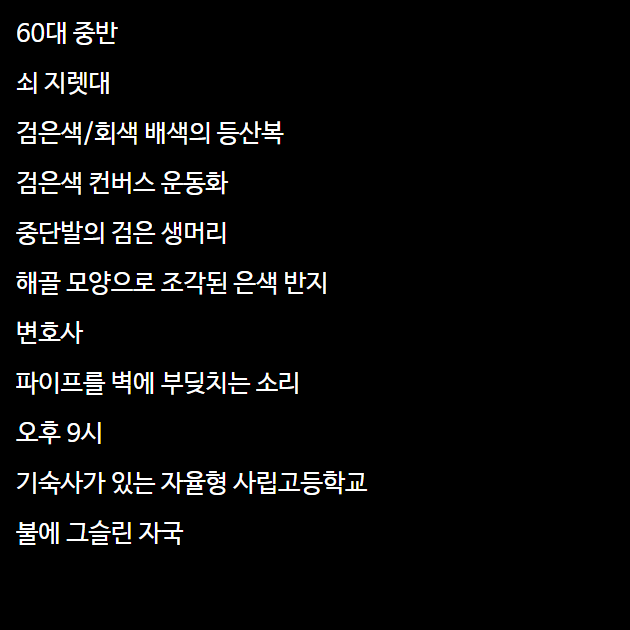 60대 중반
쇠 지렛대
검은색/회색 배색의 등산복
검은색 컨버스 운동화
중단발의 검은 생머리
해골 모양으로 조각된 은색 반지
변호사
파이프를 벽에 부딪치는 소리
오후 9시
기숙사가 있는 자율형 사립고등학교
불에 그슬린 자국